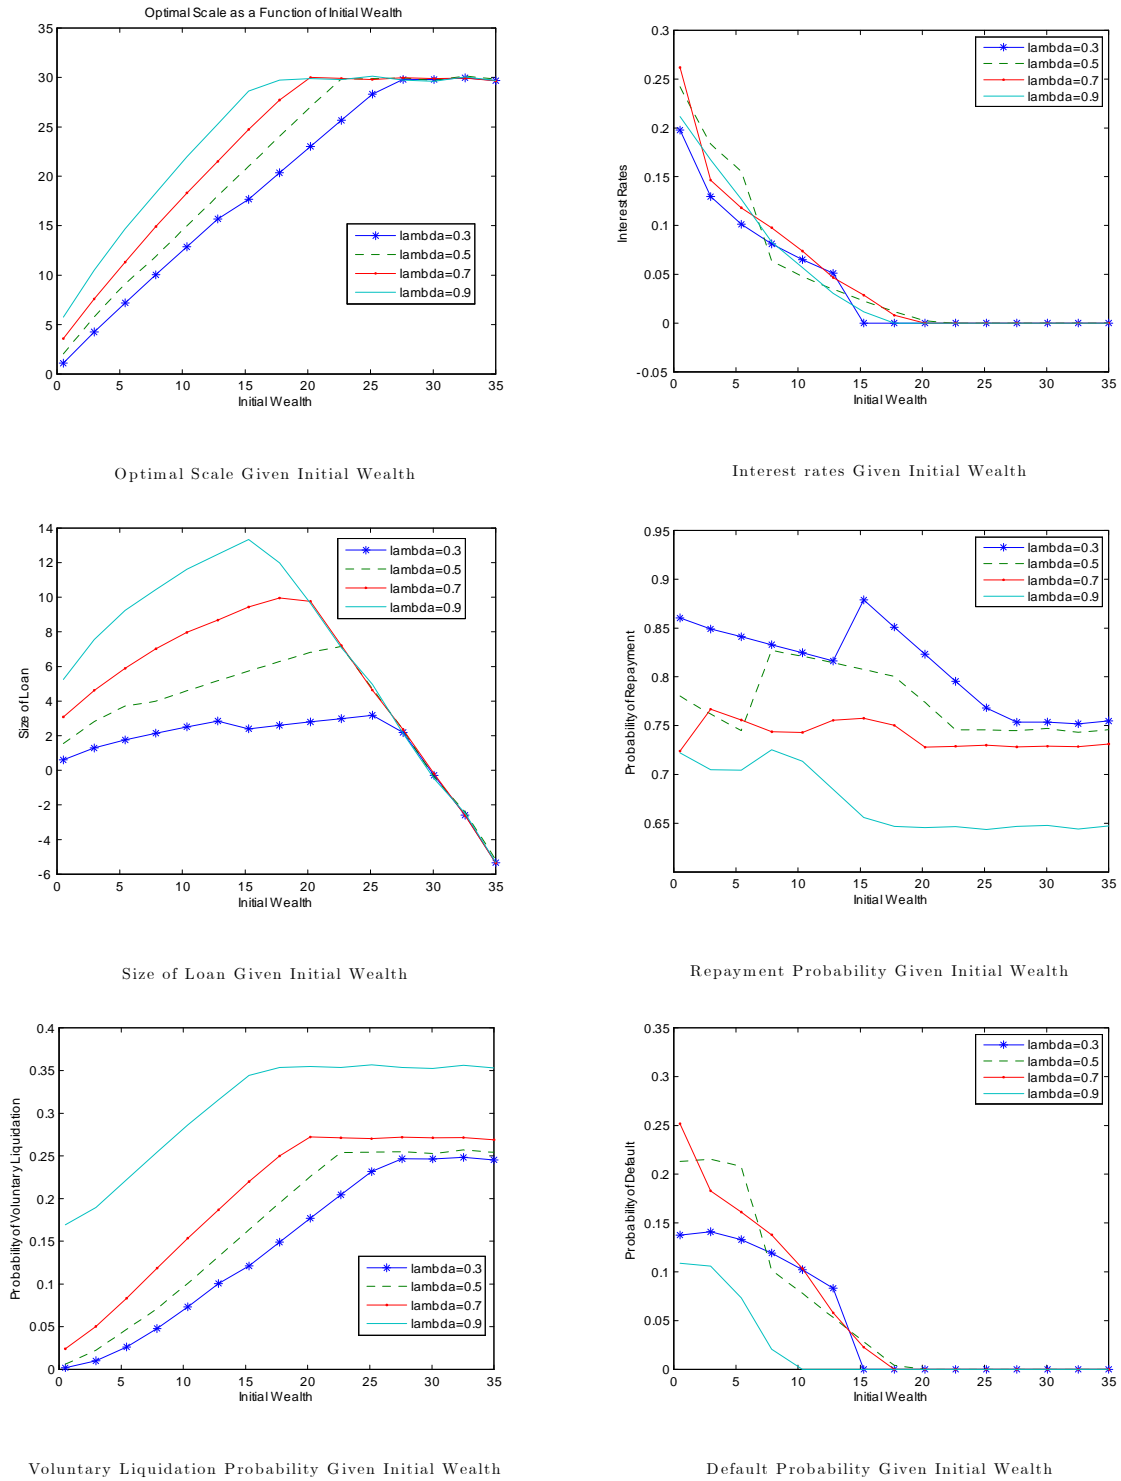 Optimal Scale as a Function of Initial Wealth
35
30
25
20
15
10
5
0
0 5 10 15 20 25 30 35
Initial Wealth
lambda=0.3
lambda=0.5
lambda=0.7
lambda=0.9
Optimal Scale Given Initial Wealth
0.3
0.25
0.2
0.15
0.1
0.05
0
-0.05
Interest Rates
0 5 10 15 20 25 30 35
Initial Wealth
lambda=0.3
lambda=0.5
lambda=0.7
lambda=0.9
Interest rates Given Initial Wealth
14
12
10
8
6
4
2
0
-2
-4
-6
Size of Loan
0 5 10 15 20 25 30 35
Initial Wealth
lambda=0.3
lambda=0.5
lambda=0.7
lambda=0.9
Size of Loan Given Initial Wealth
0.95
0.9
0.85
0.8
0.75
0.7
0.65
Probability of Repayment
0 5 10 15 20 25 30 35
Initial Wealth
lambda=0.3
lambda=0.5
lambda=0.7
lambda=0.9
Repayment Probability Given Initial Wealth
0.4
0.35
0.3
0.25
0.2
0.15
0.1
0.05
0
Probability of Voluntary Liquidation
0 5 10 15 20 25 30 35
Initial Wealth
lambda=0.3
lambda=0.5
lambda=0.7
lambda=0.9
Voluntary Liquidation Probability Given Initial Wealth
0.35
0.3
0.25
0.2
0.15
0.1
0.05
0
Probability of Default
0 5 10 15 20 25 30 35
Initial Wealth
lambda=0.3
lambda=0.5
lambda=0.7
lambda=0.9
Default Probability Given Initial Wealth